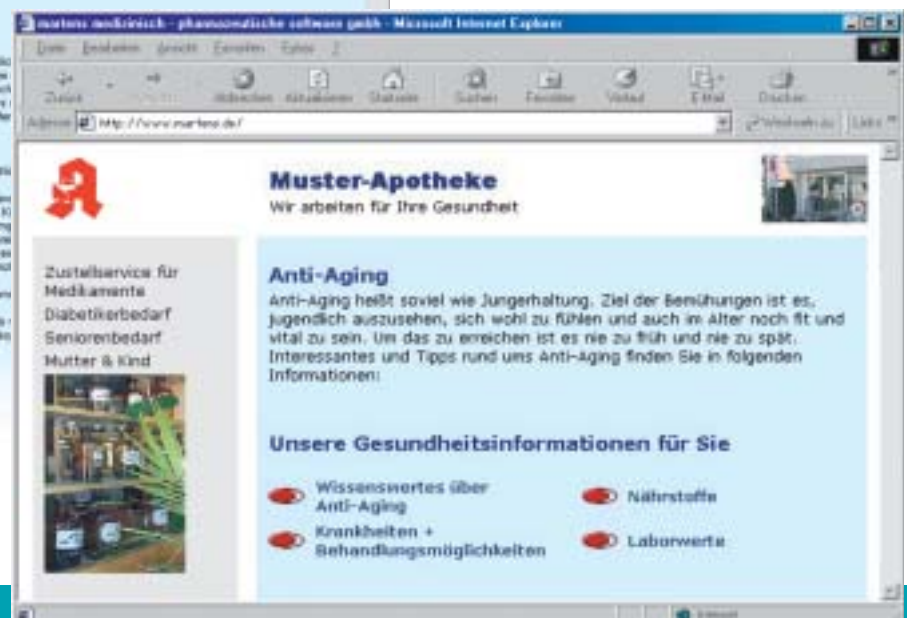 martens medizinisch - pharmazeutische software gmbh - Microsoft Internet Explorer
Datei Bearbeiten Ansicht Favoriten Extras ?
Zurück Abbrechen Aktualisieren Startseite Suchen Favoriten Verlauf E-Mail Drucken
Adresse http://www.martens.de/ Wechseln zu Links
Muster-Apotheke
Wir arbeiten für Ihre Gesundheit
Zustellservice für
Medikamente
Diabetikerbedarf
Seniorenbedarf
Mutter & Kind
Anti-Aging
Anti-Aging heißt soviel wie Jungerhaltung. Ziel der Bemühungen ist es,
jugendlich auszusehen, sich wohl zu fühlen und auch im Alter noch fit und
vital zu sein. Um das zu erreichen ist es nie zu früh und nie zu spät.
Interessantes und Tipps rund ums Anti-Aging finden Sie in folgenden
Informationen:
Unsere Gesundheitsinformationen für Sie
Wissenswertes über
Anti-Aging
Nährstoffe
Krankheiten +
Behandlungsmöglichkeiten
Laborwerte
Internet